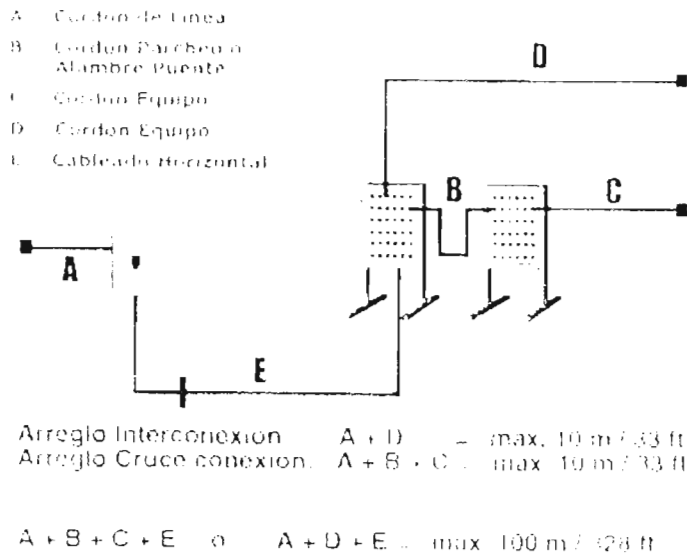 A Cordon de Linea
B Cordon Parcheo o
Alambre Puente
C Cordon Equipo
D Cordon Equipo
E Cableado Horizontal
D
B
C
A
E
Arreglo Interconexion A + D = max. 10 m / 33 ft
Arreglo Cruce conexion. A + B + C = max 10 m / 33 ft
A + B + C + E o A + D + E = max 100 m / 328 ft